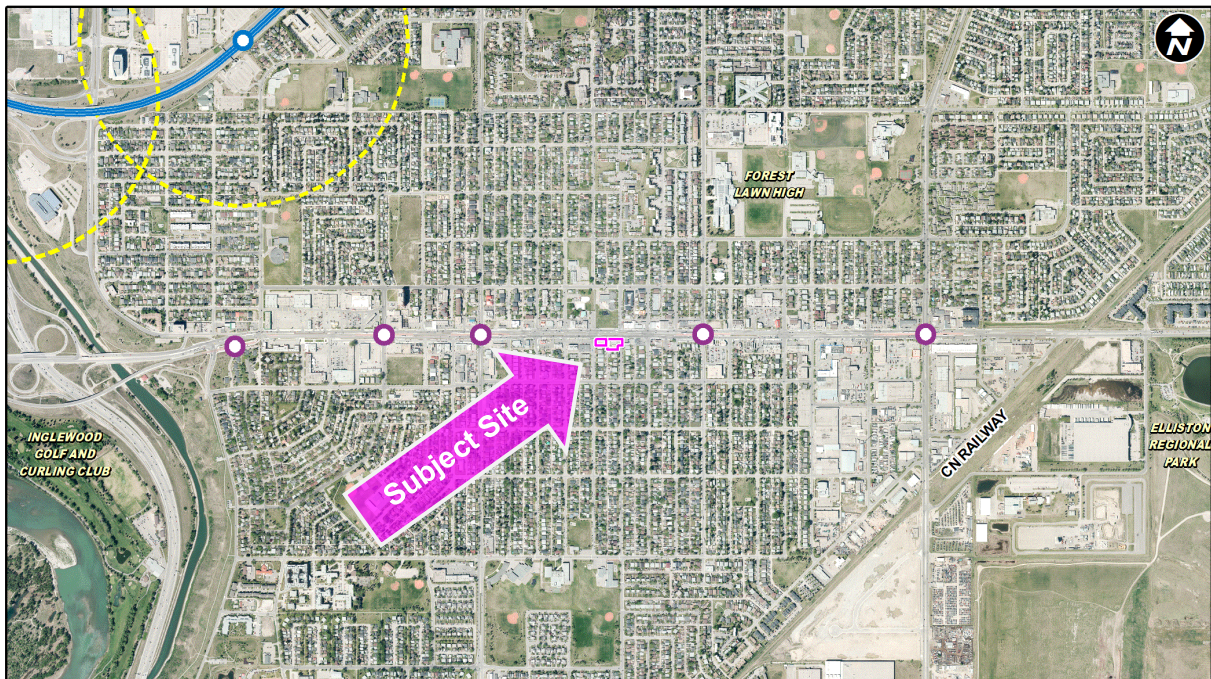 N
FOREST
LAWN HIGH
Subject Site
INGLEWOOD
GOLF AND
CURLING CLUB
CN RAILWAY
ELLISTON
REGIONAL
PARK